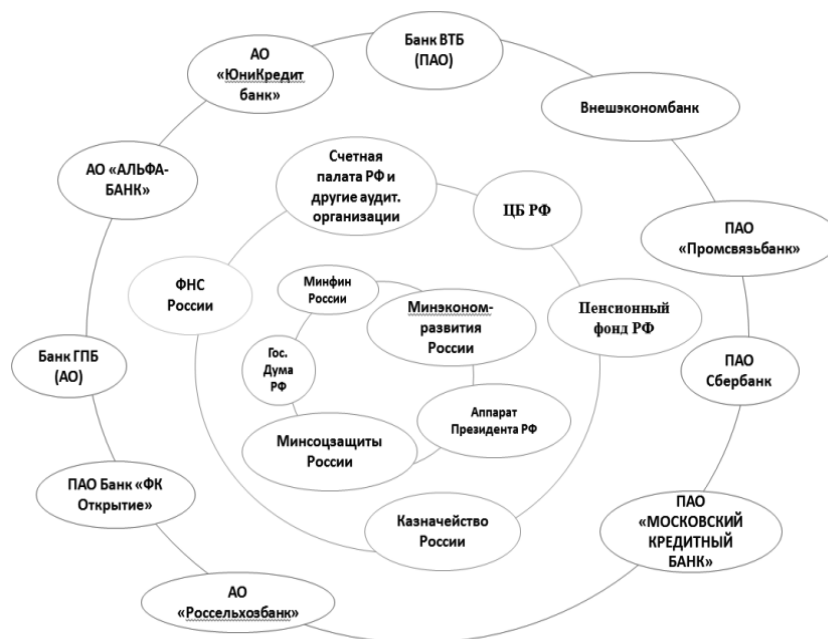 Банк ВТБ
(ПАО)
АО
«ЮниКредит
банк»
Внешэкономбанк
АО «АЛЬФА-
БАНК»
Счетная
палата РФ и
другие аудит.
организации
ЦБ РФ
ПАО
«Промсвязьбанк»
ФНС
России
Минфин
России
Минэконом-
развития
России
Пенсионный
фонд РФ
Банк ГПБ
(АО)
Гос.
Дума
РФ
ПАО
Сбербанк
Аппарат
Президента РФ
Минсоцзащиты
России
ПАО Банк «ФК
Открытие»
Казначейство
России
ПАО
«МОСКОВСКИЙ
КРЕДИТНЫЙ
БАНК»
АО
«Россельхозбанк»